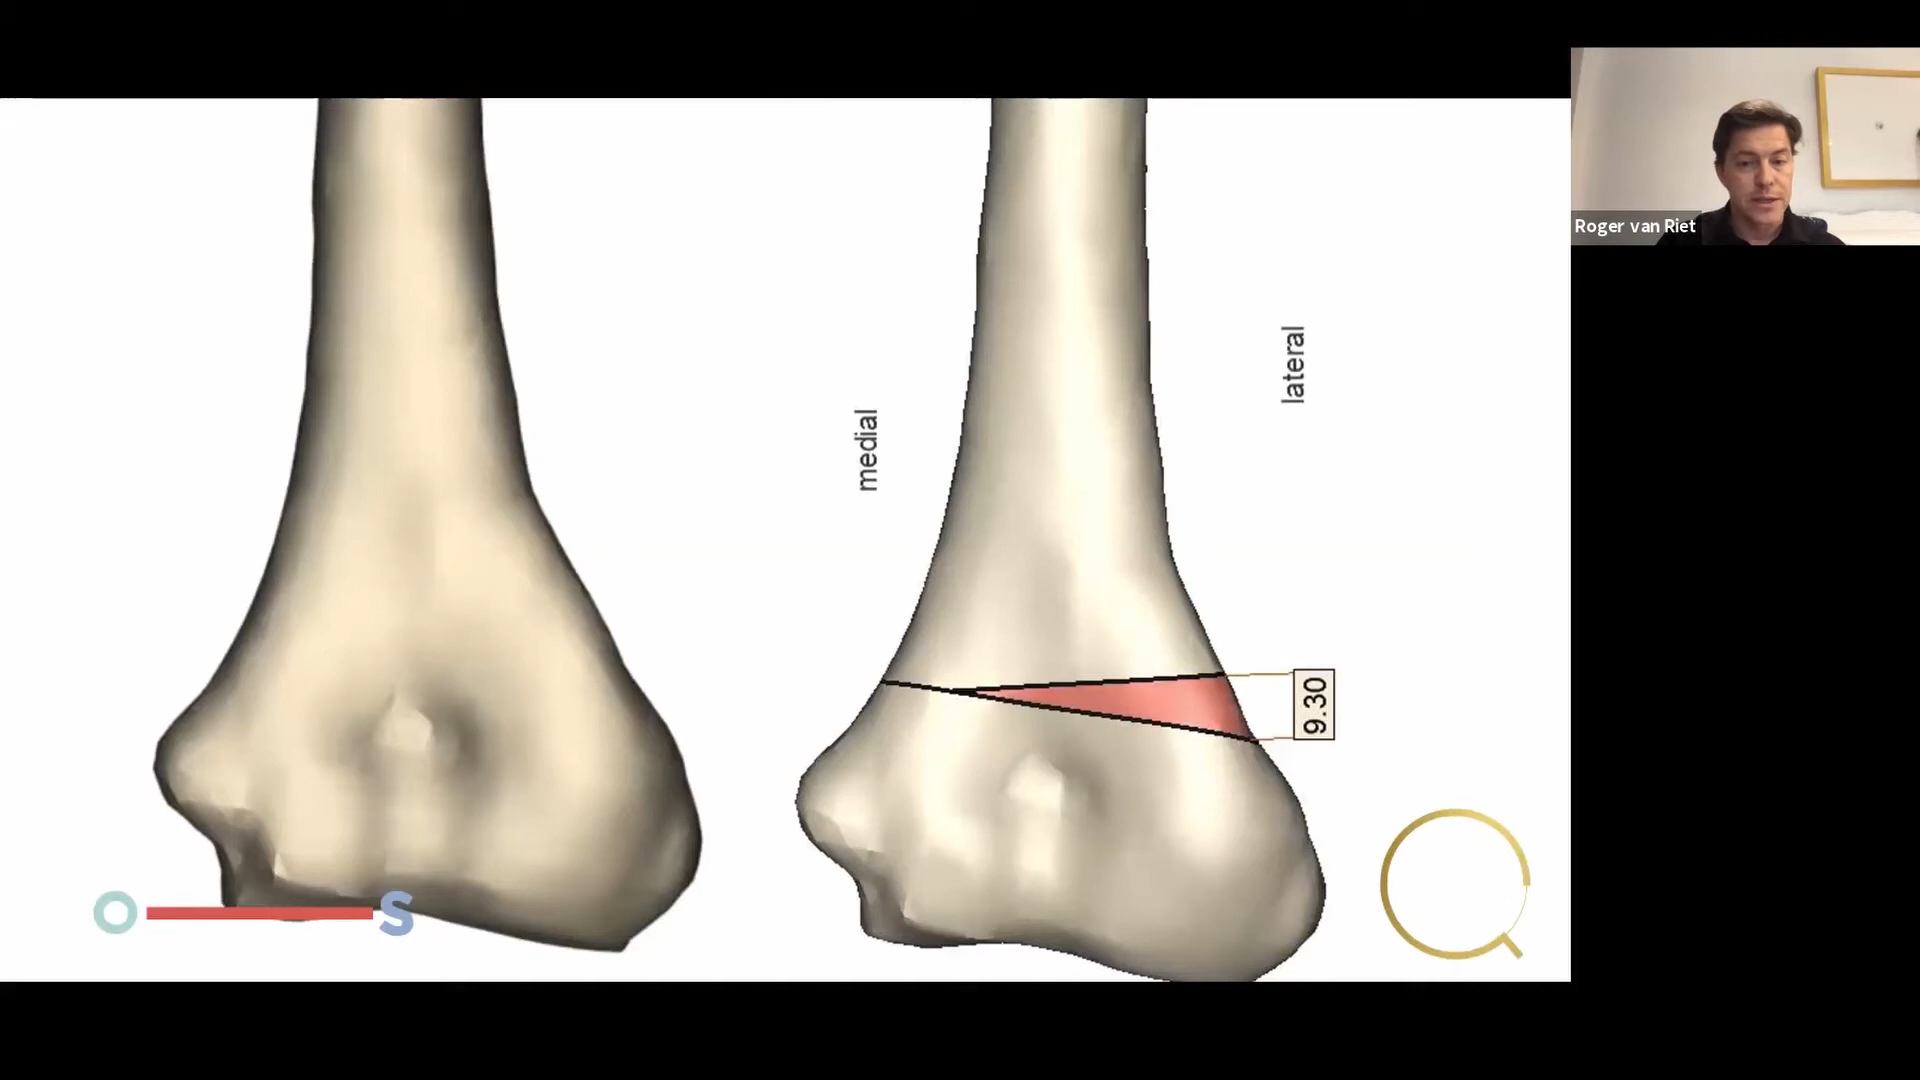 Roger van Riet
lateral
medial
9.30
O S